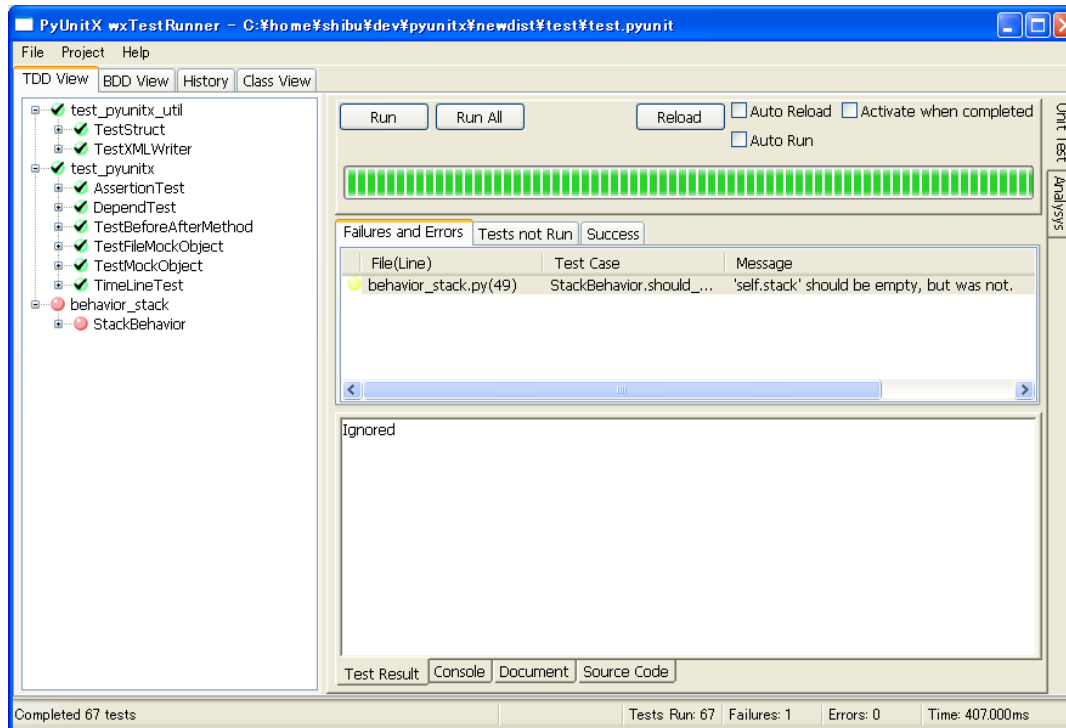 PyUnitX wxTestRunner - C:¥home¥shibu¥dev¥pyunitx¥newdist¥test¥test.pyunit
File Project Help
TDD View BDD View History Class View
test_pyunitx_util
TestStruct
TestXMLWriter
test_pyunitx
AssertionTest
DependTest
TestBeforeAfterMethod
TestFileMockObject
TestMockObject
TimeLineTest
behavior_stack
StackBehavior
Run Run All Reload Auto Reload Activate when completed
Auto Run
Unit Test
Analysys
Failures and Errors Tests not Run Success
File(Line) Test Case Message
behavior_stack.py(49) StackBehavior.should_... 'self.stack' should be empty, but was not.
Ignored
Test Result Console Document Source Code
Completed 67 tests Tests Run: 67 Failures: 1 Errors: 0 Time: 407.000ms